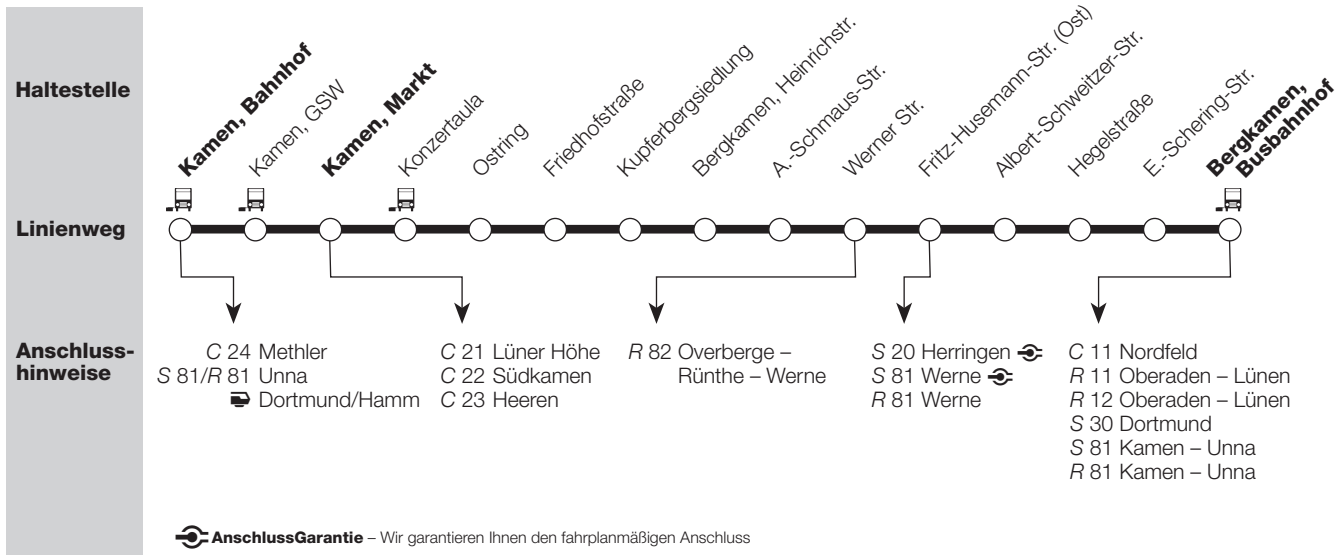 Haltestelle
Kamen, Bahnhof
Kamen, GSW
Kamen, Markt
Konzertaula
Ostring
Friedhofstraße
Kupferbergsiedlung
Bergkamen, Heinrichstr.
A.-Schmaus-Str.
Werner Str.
Fritz-Husemann-Str. (Ost)
Albert-Schweitzer-Str.
Hegelstraße
E.-Schering-Str.
Bergkamen,
Busbahnhof
Linienweg
Anschluss-
hinweise
C 24 Methler
S 81/R 81 Unna
Dortmund/Hamm
C 21 Lüner Höhe
C 22 Südkamen
C 23 Heeren
R 82 Overberge –
Rünthe – Werne
S 20 Herringen
S 81 Werne
R 81 Werne
C 11 Nordfeld
R 11 Oberaden – Lünen
R 12 Oberaden – Lünen
S 30 Dortmund
S 81 Kamen – Unna
R 81 Kamen – Unna
AnschlussGarantie – Wir garantieren Ihnen den fahrplanmäßigen Anschluss